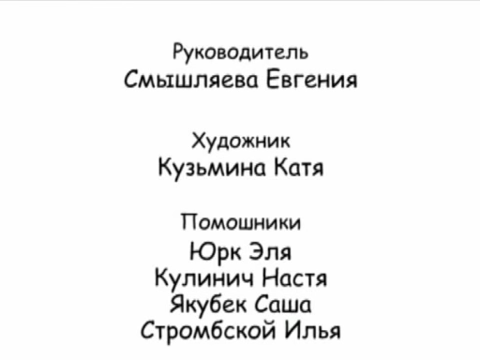 Руководитель
Смышляева Евгения
Художник
Кузьмина Катя
Помошники
Юрк Эля
Кулинич Настя
Якубек Саша
Стромбской Илья